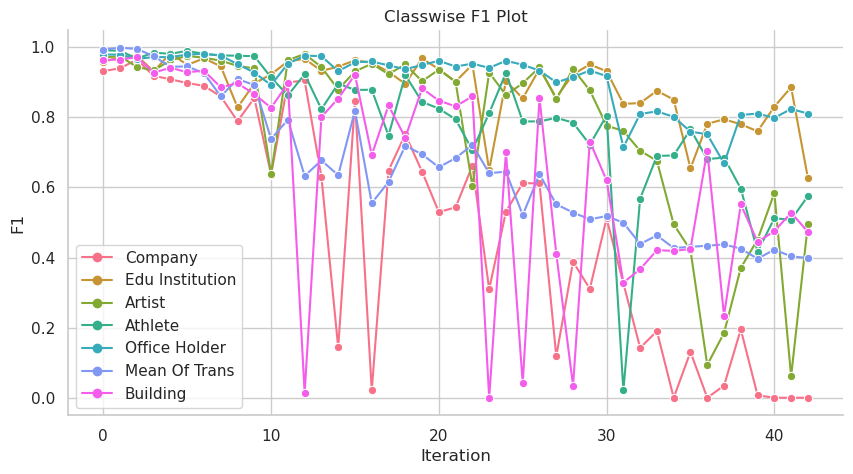 Classwise F1 Plot
F1
1.0
0.8
0.6
0.4
0.2
0.0
Company
Edu Institution
Artist
Athlete
Office Holder
Mean Of Trans
Building
0
10
20
30
40
Iteration